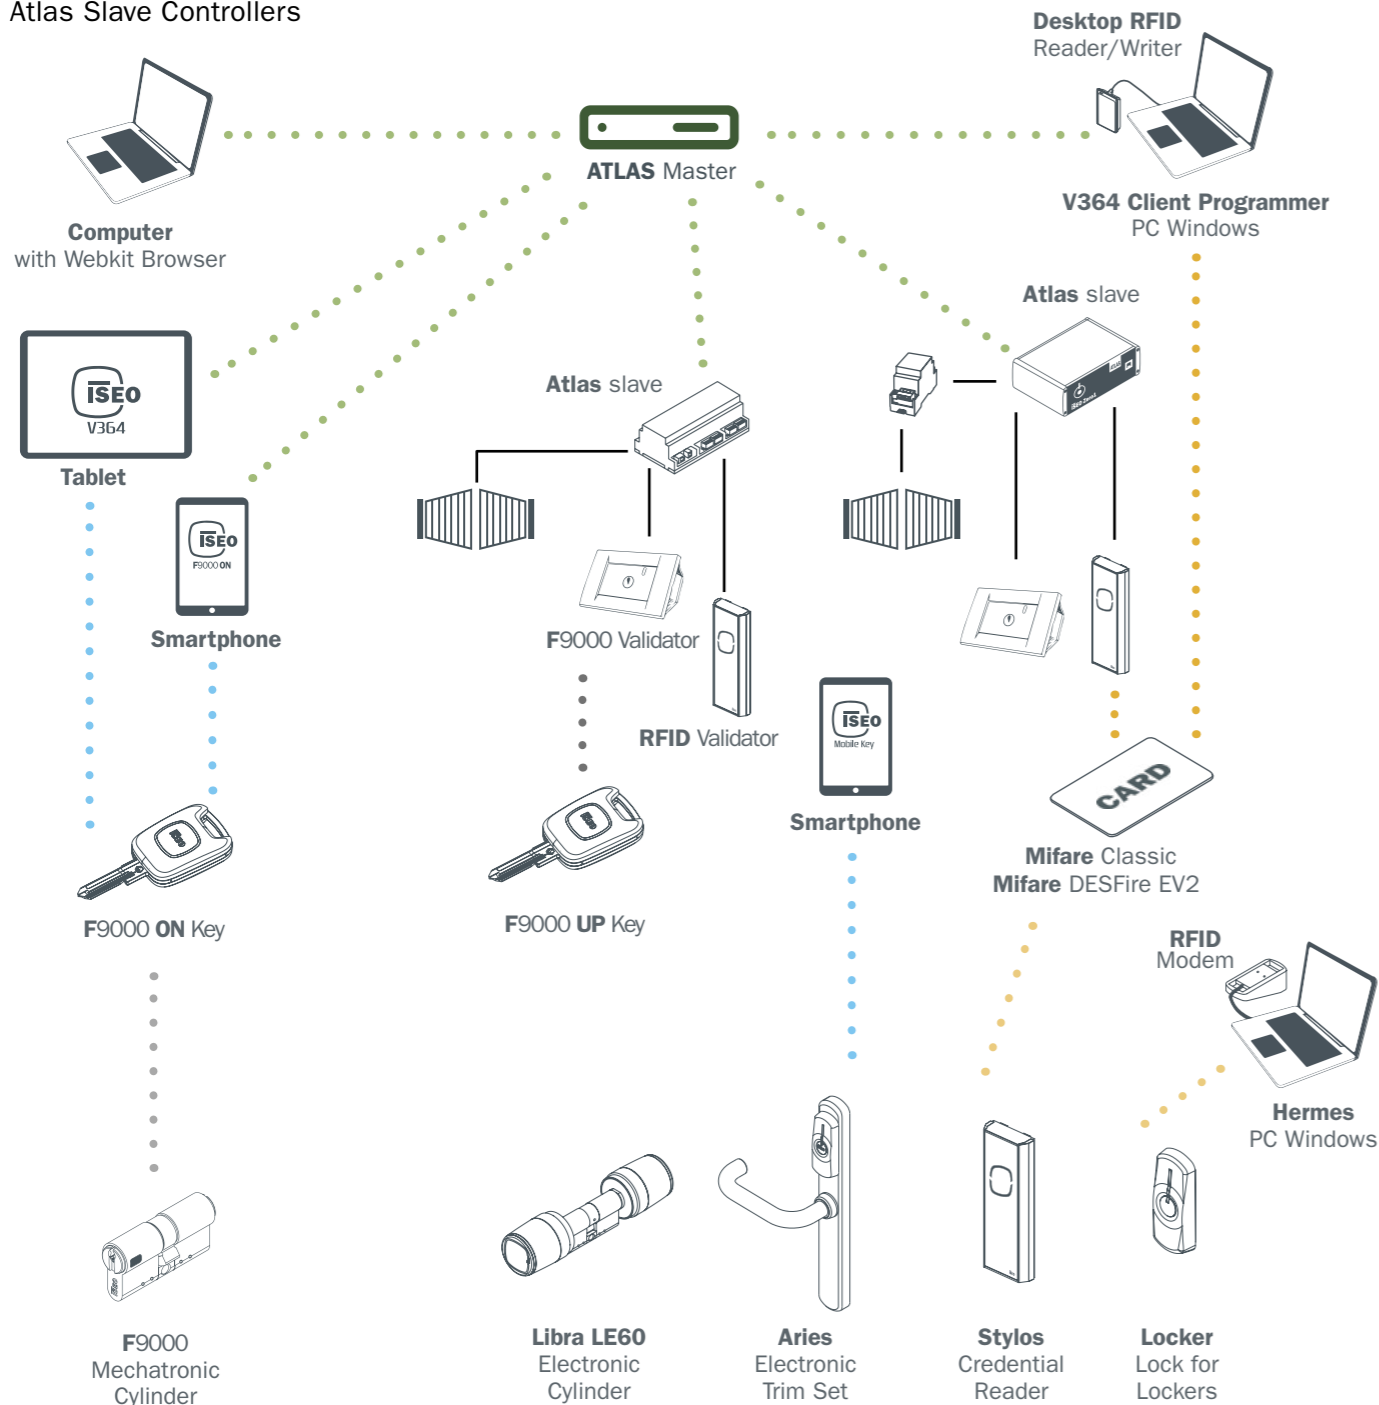 Atlas Slave Controllers
Desktop RFID
Reader/Writer
ATLAS Master
V364 Client Programmer
PC Windows
Computer
with Webkit Browser
Atlas slave
ISEO
V364
Atlas slave
Tablet
ISEO
F9000 ON
Smartphone
F9000 Validator
RFID Validator
ISEO
Mobile Key
CARD
Smartphone
Mifare Classic
Mifare DESFire EV2
F9000 ON Key
F9000 UP Key
RFID
Modem
Hermes
PC Windows
F9000
Mechatronic
Cylinder
Libra LE60
Electronic
Cylinder
Aries
Electronic
Trim Set
Stylos
Credential
Reader
Locker
Lock for
Lockers